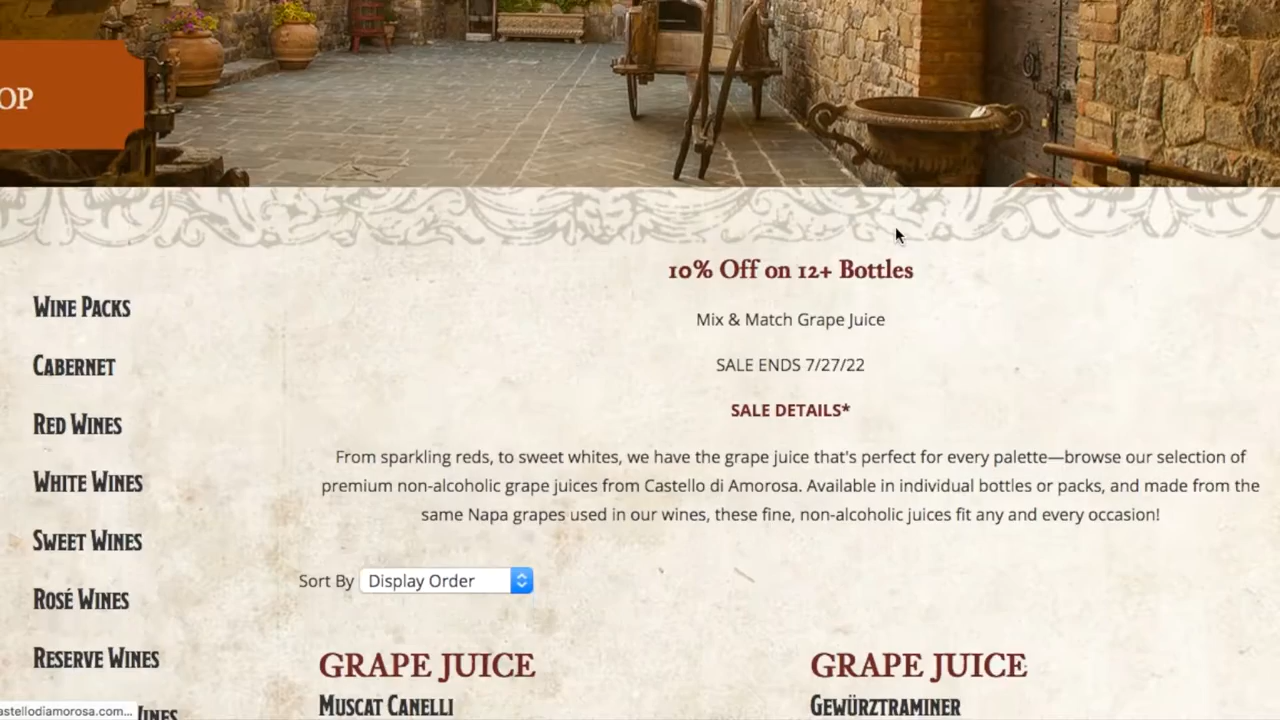 OP
10% Off on 12+ Bottles
Mix & Match Grape Juice
SALE ENDS 7/27/22
SALE DETAILS*
From sparkling reds, to sweet whites, we have the grape juice that's perfect for every palette—browse our selection of
premium non-alcoholic grape juices from Castello di Amorosa. Available in individual bottles or packs, and made from the
same Napa grapes used in our wines, these fine, non-alcoholic juices fit any and every occasion!
Sort By Display Order
WINE PACKS
CABERNET
RED WINES
WHITE WINES
SWEET WINES
ROSÉ WINES
RESERVE WINES
GRAPE JUICE
MUSCAT CANELLI
GRAPE JUICE
GEWÜRZTRAMINER
astellodiamorosa.com...